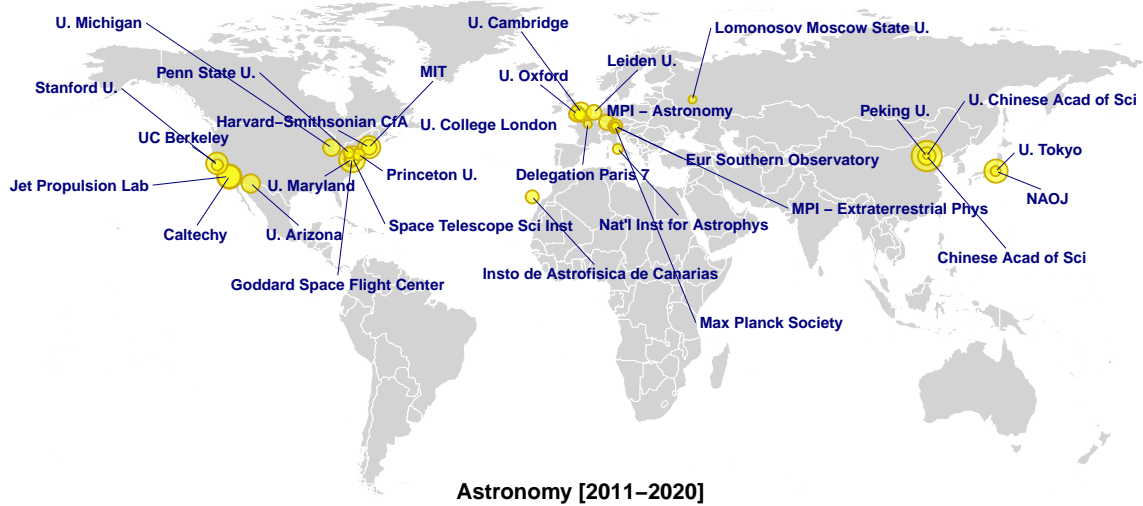 U. Michigan
U. Cambridge
Lomonosov Moscow State U.
Penn State U.
MIT
U. Oxford
Leiden U.
Stanford U.
U. Chinese Acad of Sci
Peking U.
MPI – Astronomy
Harvard–Smithsonian CfA
U. College London
UC Berkeley
U. Tokyo
Eur Southern Observatory
Princeton U.
Delegation Paris 7
Jet Propulsion Lab
U. Maryland
NAOJ
MPI – Extraterrestrial Phys
Space Telescope Sci Inst
Nat'l Inst for Astrophys
Caltechy
U. Arizona
Chinese Acad of Sci
Insto de Astrofisica de Canarias
Goddard Space Flight Center
Max Planck Society
Astronomy [2011–2020]